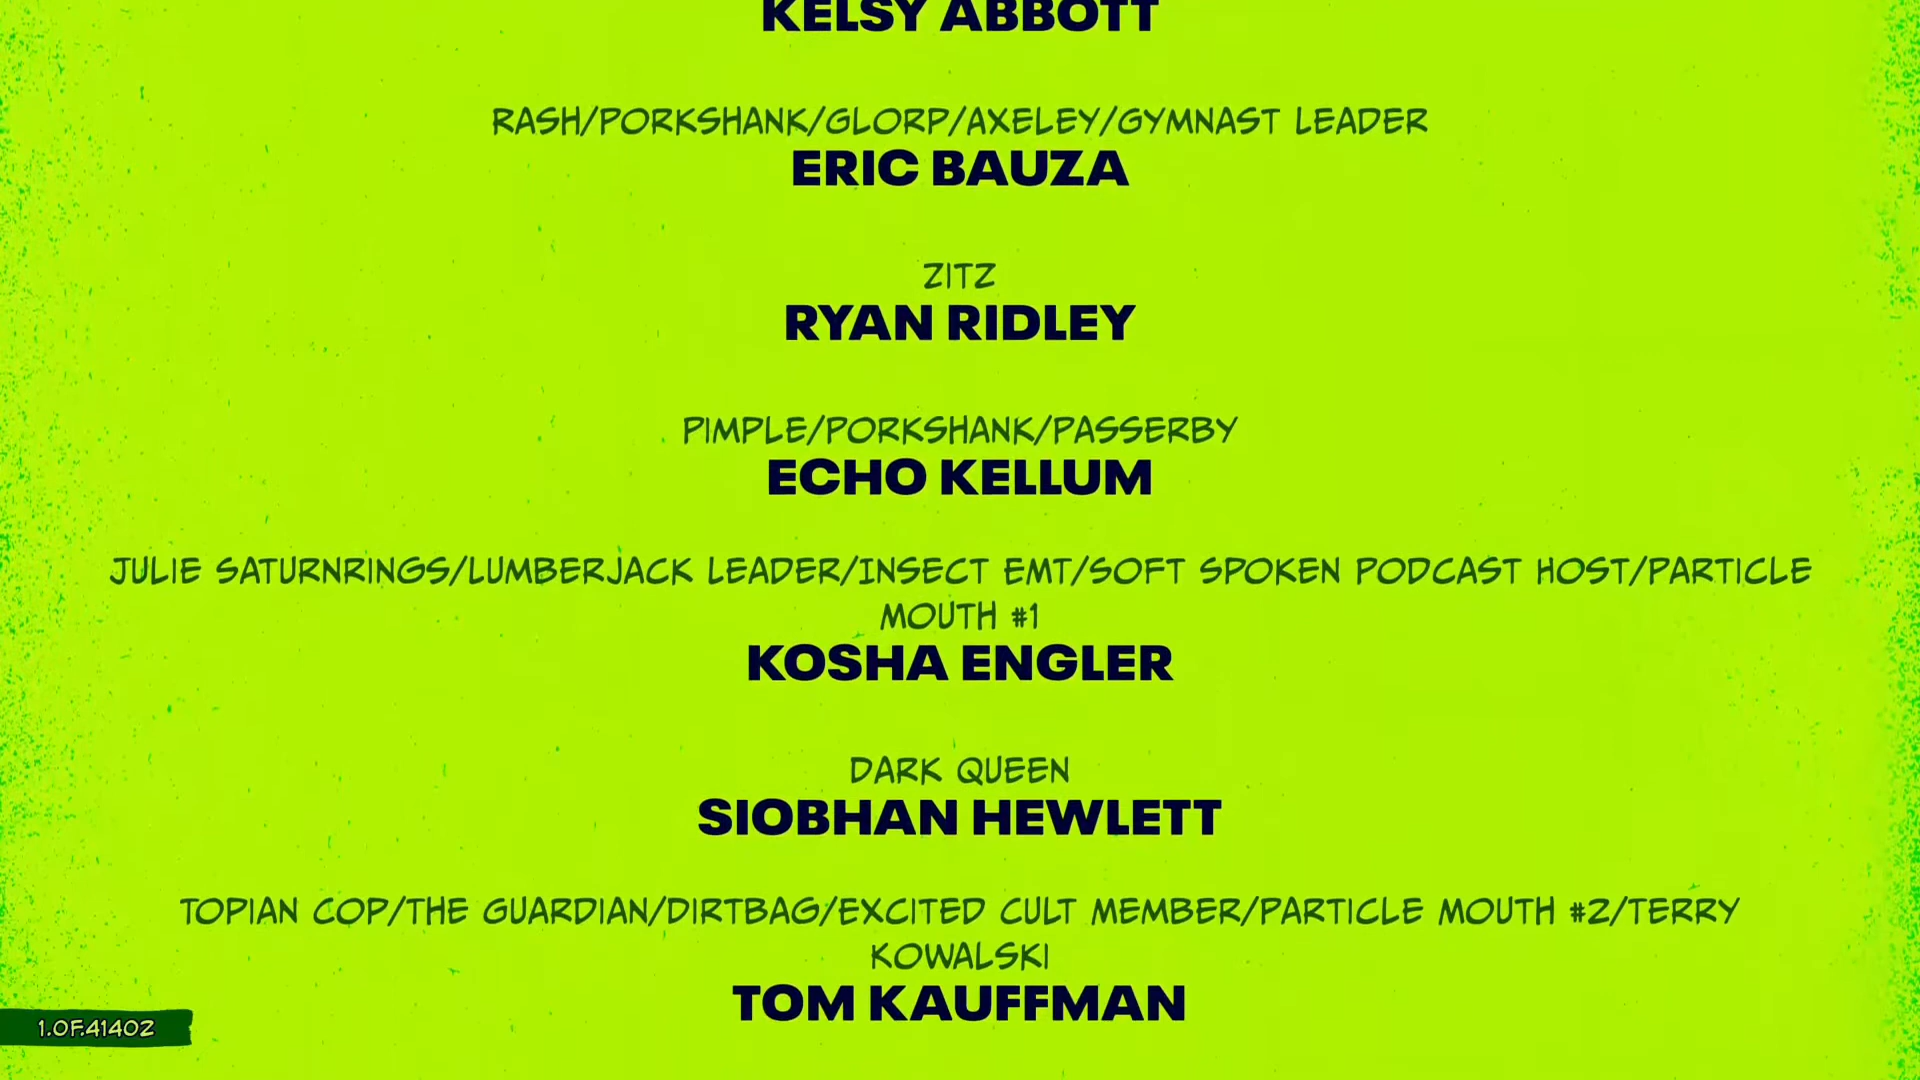 KELSY ABBOTT
RASH/PORKSHANK/GLORP/AXELEY/GYMNAST LEADER
ERIC BAUZA
ZITZ
RYAN RIDLEY
PIMPLE/PORKSHANK/PASSERBY
ECHO KELLUM
JULIE SATURNRINGS/LUMBERJACK LEADER/INSECT EMT/SOFT SPOKEN PODCAST HOST/PARTICLE
MOUTH #1
KOSHA ENGLER
DARK QUEEN
SIOBHAN HEWLETT
TOPIAN COP/THE GUARDIAN/DIRTBAG/EXCITED CULT MEMBER/PARTICLE MOUTH #2/TERRY
KOWALSKI
TOM KAUFFMAN
1.0F.41402